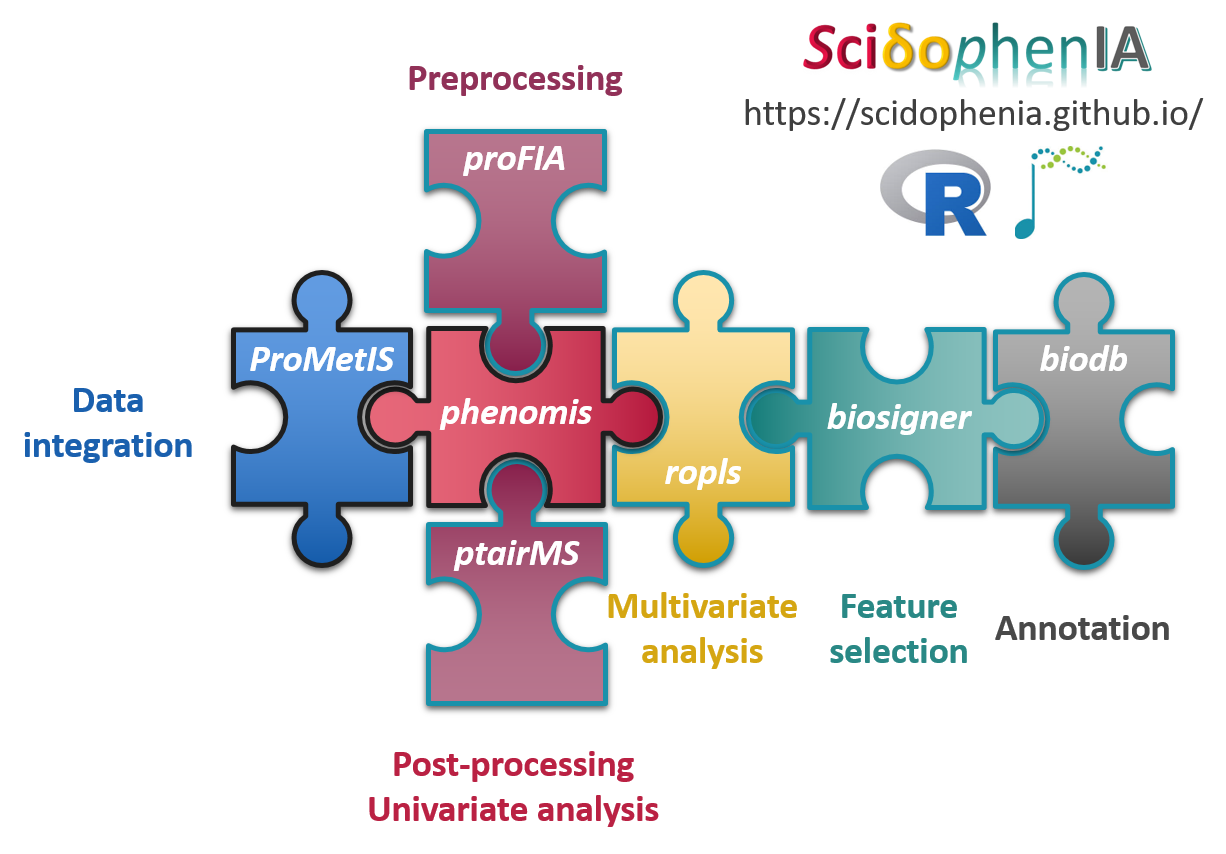 SciδophenIA
https://scidophenia.github.io/
R
Preprocessing
proFIA
ProMetIS
phenomis
ropls
biosigner
biodb
Data
integration
ptairMS
Multivariate
analysis
Feature
selection
Annotation
Post-processing
Univariate analysis